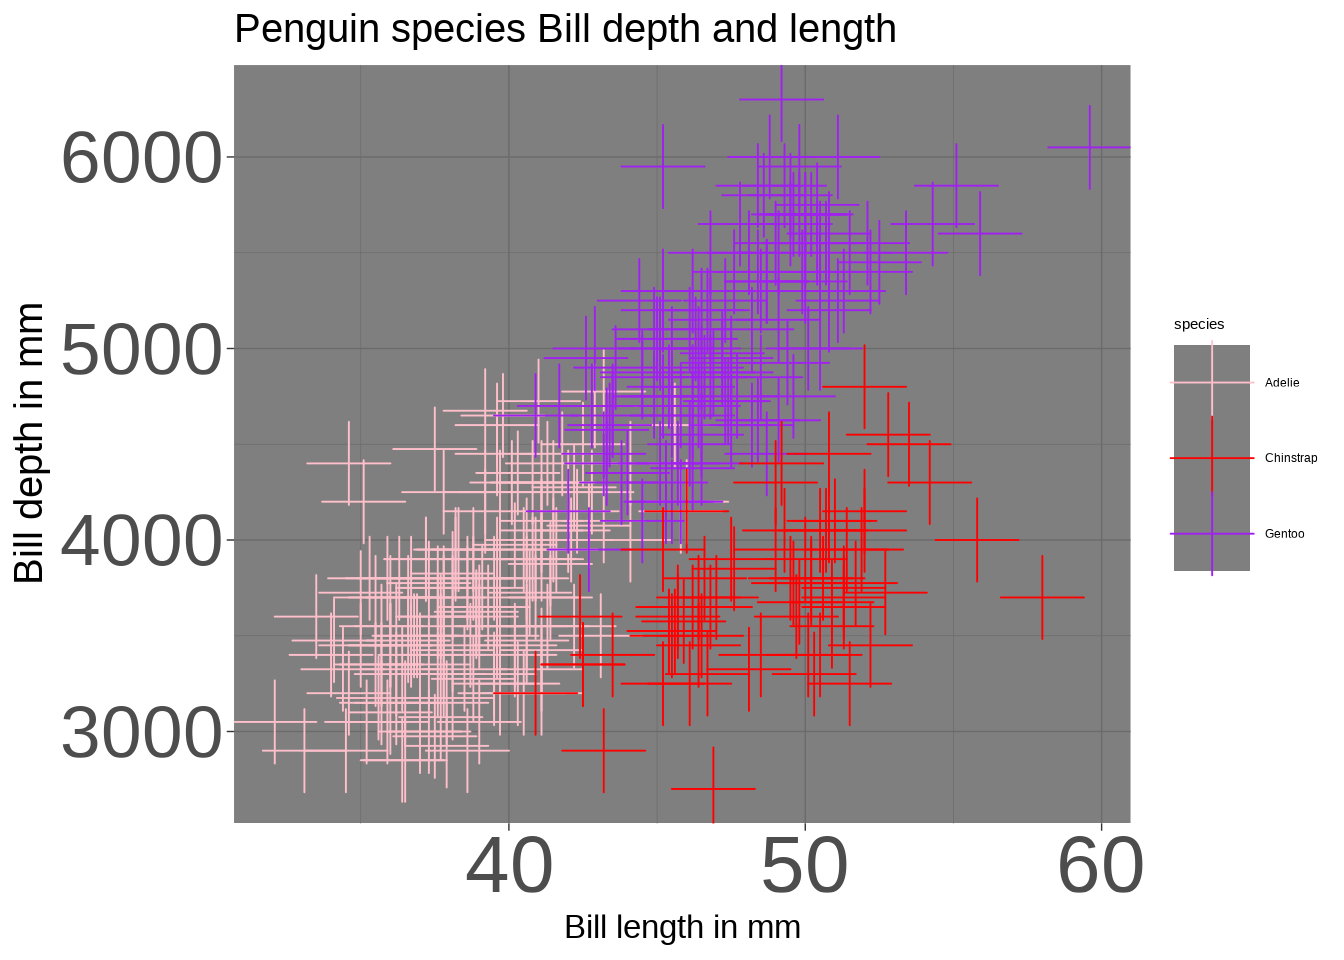 Penguin species Bill depth and length
6000
5000
4000
3000
Bill depth in mm
40 50 60
Bill length in mm
species
Adelie
Chinstrap
Gentoo